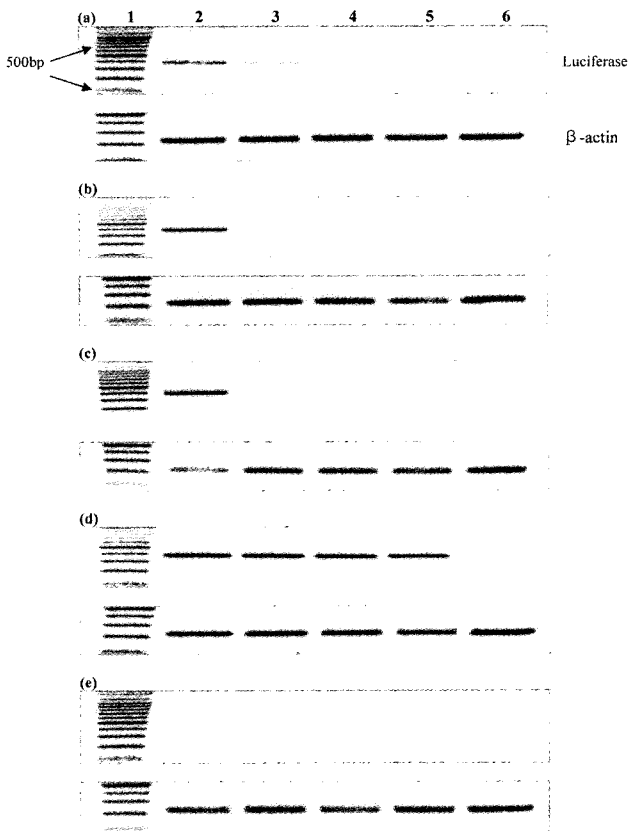 (a) 1 2 3 4 5 6
500bp
Luciferase
β-actin
(b)
(c)
(d)
(e)